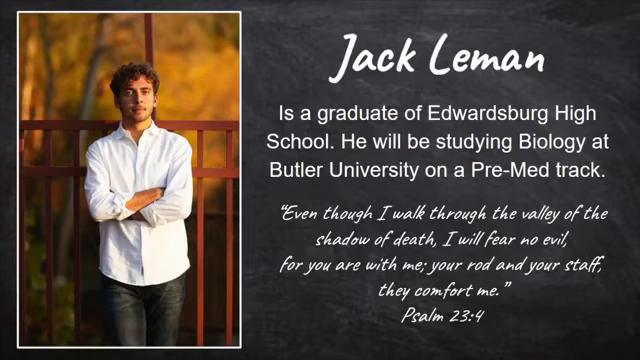 Jack Leman
Is a graduate of Edwardsburg High
School. He will be studying Biology at
Butler University on a Pre-Med track.
“Even though I walk through the valley of the
shadow of death, I will fear no evil,
for you are with me; your rod and your staff,
they comfort me.”
Psalm 23:4